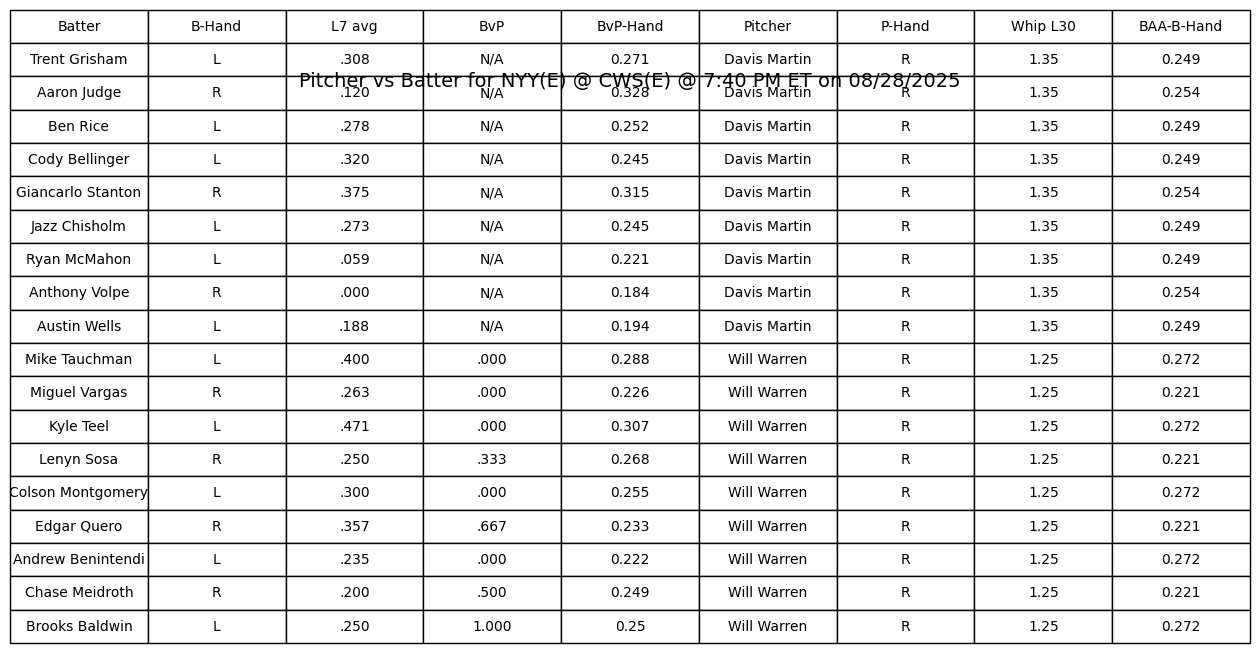 Batter B-Hand L7 avg BvP BvP-Hand Pitcher P-Hand Whip L30 BAA-B-Hand
Trent Grisham L .308 N/A 0.271 Davis Martin R 1.35 0.249
Pitcher vs Batter for NYY(E) @ CWS(E) @ 7:40 PM ET on 08/28/2025
Aaron Judge R .120 N/A 0.328 Davis Martin R 1.35 0.254
Ben Rice L .278 N/A 0.252 Davis Martin R 1.35 0.249
Cody Bellinger L .320 N/A 0.245 Davis Martin R 1.35 0.249
Giancarlo Stanton R .375 N/A 0.315 Davis Martin R 1.35 0.254
Jazz Chisholm L .273 N/A 0.245 Davis Martin R 1.35 0.249
Ryan McMahon L .059 N/A 0.221 Davis Martin R 1.35 0.249
Anthony Volpe R .000 N/A 0.184 Davis Martin R 1.35 0.254
Austin Wells L .188 N/A 0.194 Davis Martin R 1.35 0.249
Mike Tauchman L .400 .000 0.288 Will Warren R 1.25 0.272
Miguel Vargas R .263 .000 0.226 Will Warren R 1.25 0.221
Kyle Teel L .471 .000 0.307 Will Warren R 1.25 0.272
Lenyn Sosa R .250 .333 0.268 Will Warren R 1.25 0.221
Colson Montgomery L .300 .000 0.255 Will Warren R 1.25 0.272
Edgar Quero R .357 .667 0.233 Will Warren R 1.25 0.221
Andrew Benintendi L .235 .000 0.222 Will Warren R 1.25 0.272
Chase Meidroth R .200 .500 0.249 Will Warren R 1.25 0.221
Brooks Baldwin L .250 1.000 0.25 Will Warren R 1.25 0.272